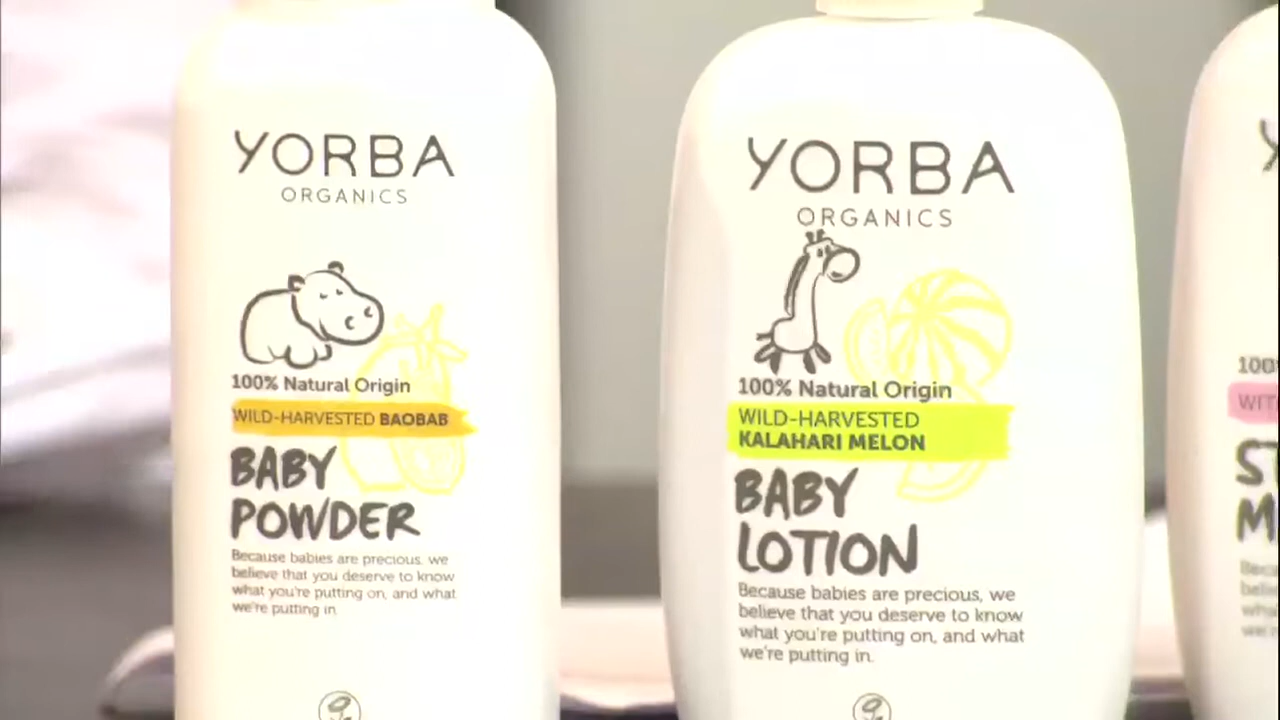 YORBA
ORGANICS
100% Natural Origin
WILD-HARVESTED BAOBAB
BABY
POWDER
Because babies are precious, we
believe that you deserve to know
what you're putting on, and what
we're putting in.
YORBA
ORGANICS
100% Natural Origin
WILD-HARVESTED
KALAHARI MELON
BABY
LOTION
Because babies are precious, we
believe that you deserve to know
what you're putting on, and what
we're putting in.